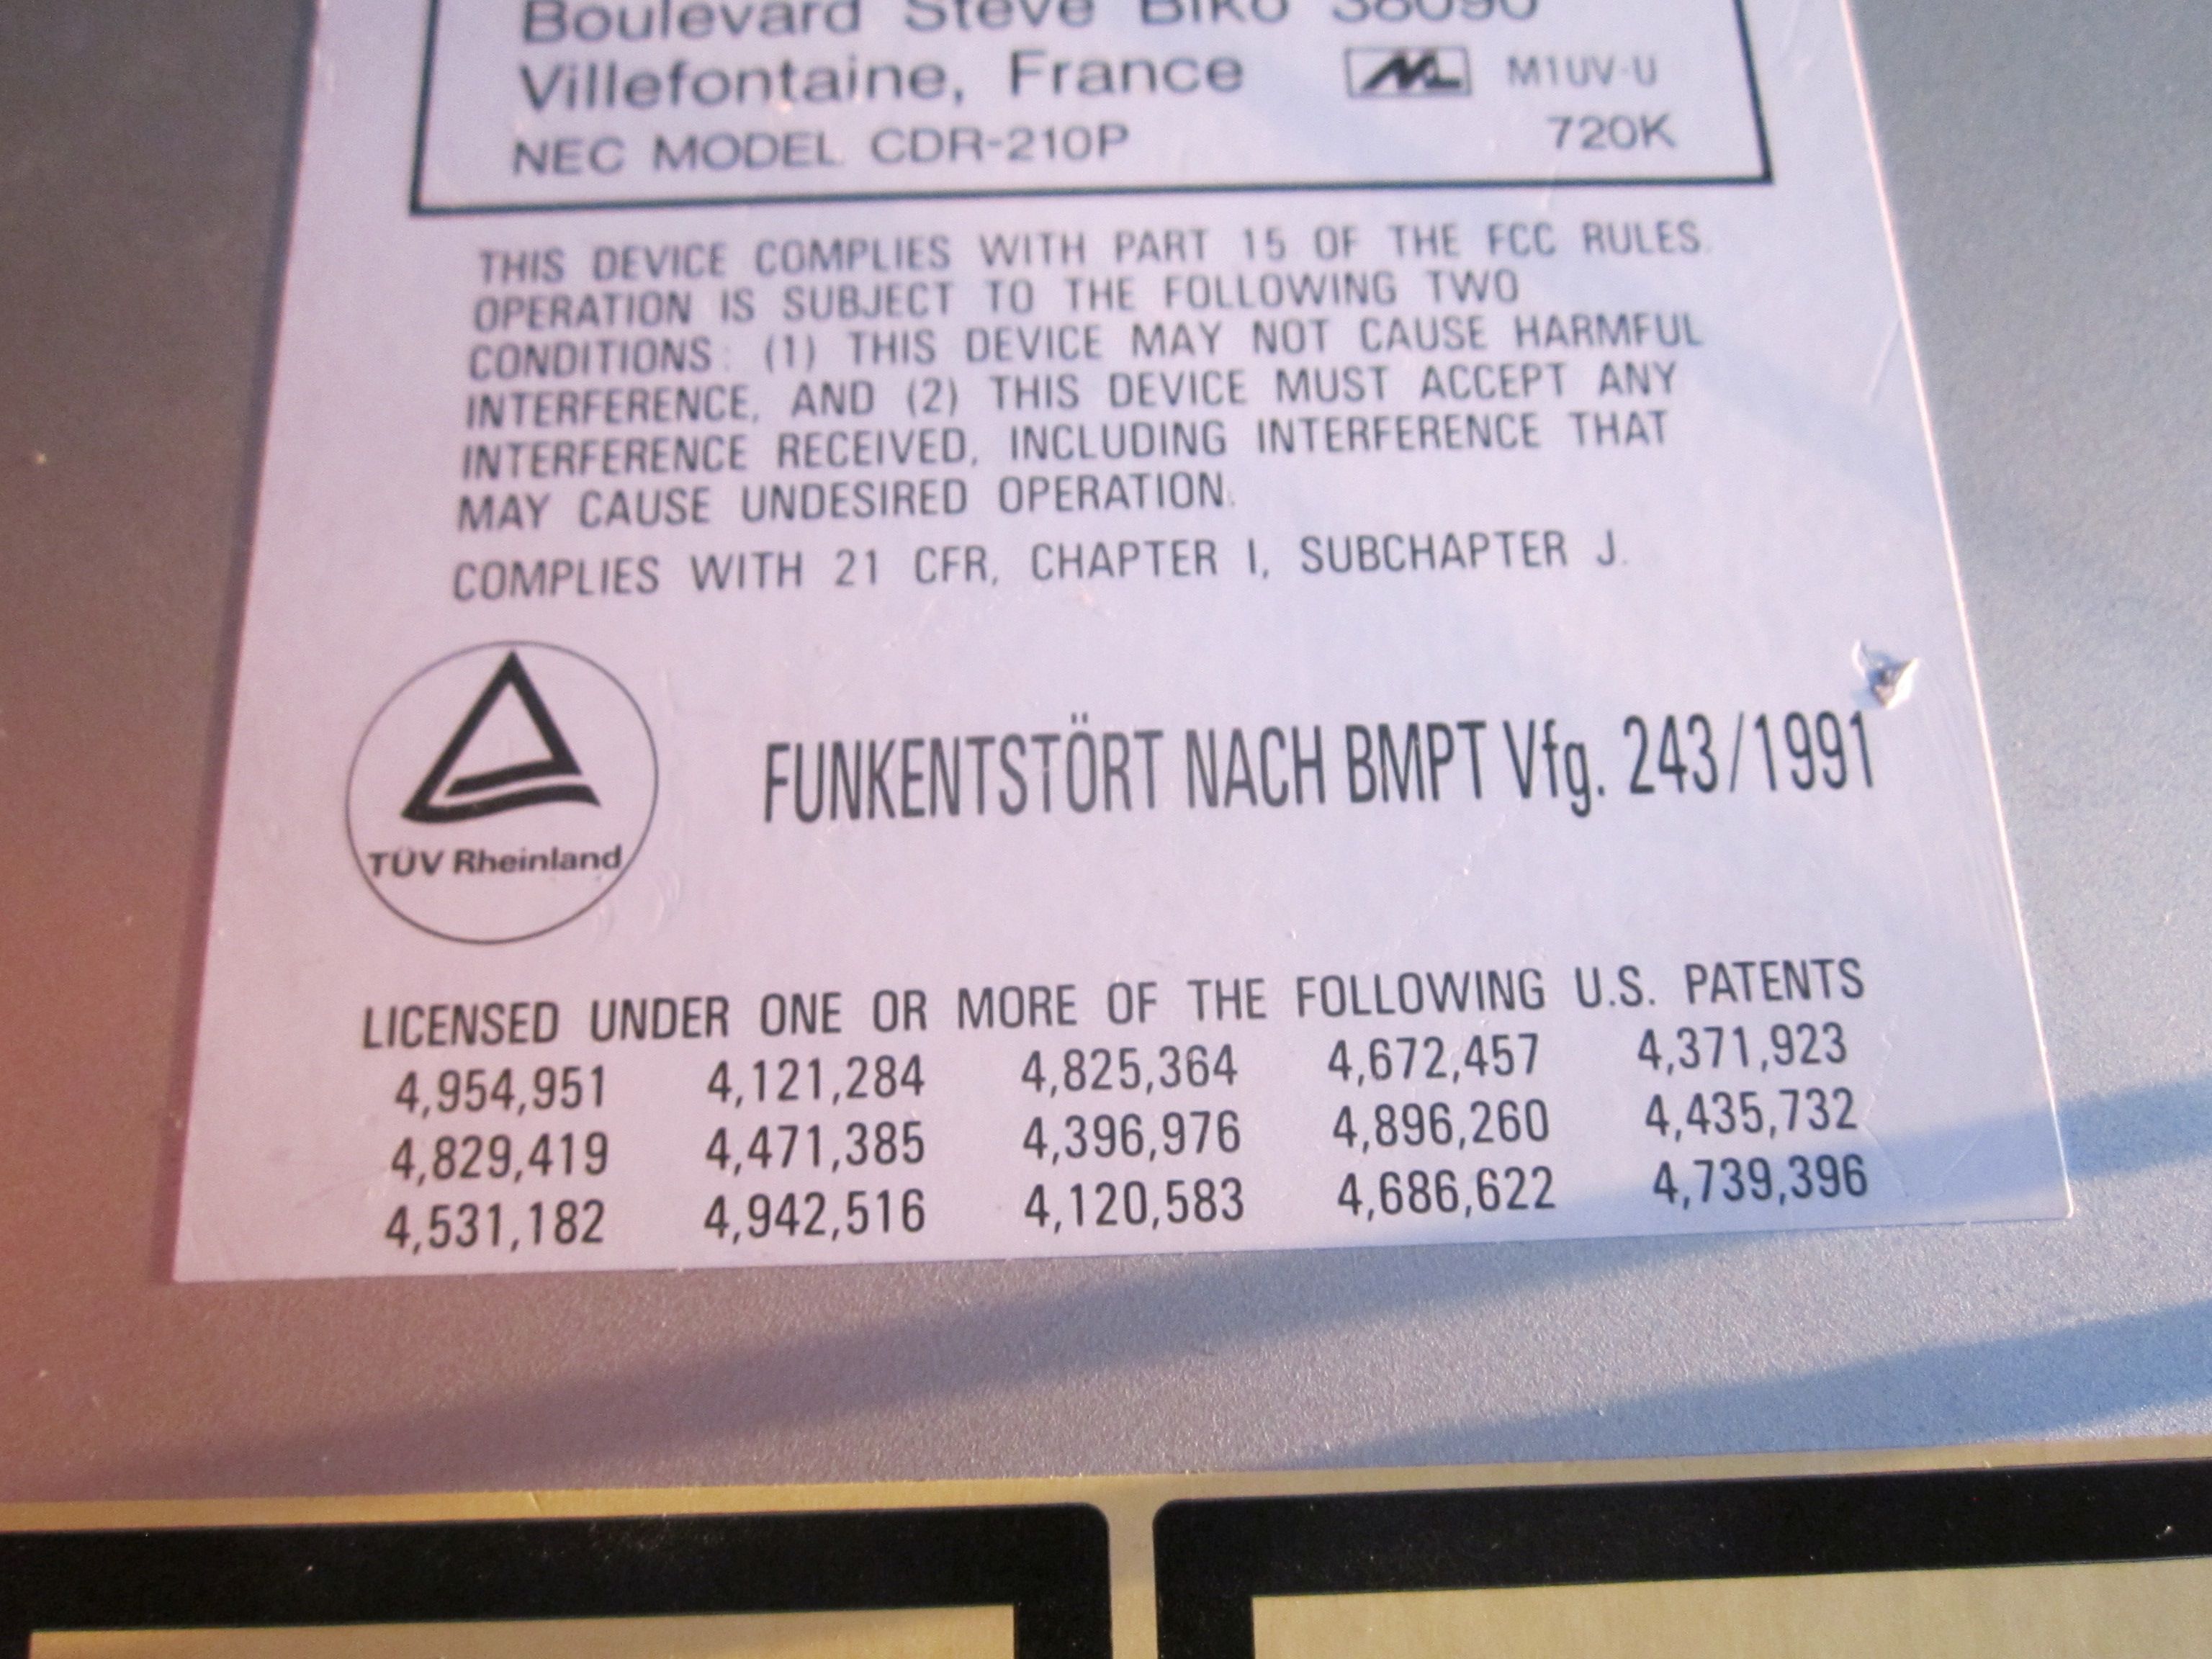 Boulevard Steve Biko 38090
Villefontaine, France
ML M1UV-U
NEC MODEL CDR-210P
720K
THIS DEVICE COMPLIES WITH PART 15 OF THE FCC RULES.
OPERATION IS SUBJECT TO THE FOLLOWING TWO
CONDITIONS: (1) THIS DEVICE MAY NOT CAUSE HARMFUL
INTERFERENCE, AND (2) THIS DEVICE MUST ACCEPT ANY
INTERFERENCE RECEIVED, INCLUDING INTERFERENCE THAT
MAY CAUSE UNDESIRED OPERATION.
COMPLIES WITH 21 CFR, CHAPTER I, SUBCHAPTER J.
TÜV Rheinland
FUNKENTSTÖRT NACH BMPT Vfg. 243/1991
LICENSED UNDER ONE OR MORE OF THE FOLLOWING U.S. PATENTS
4,954,951 4,121,284 4,825,364 4,672,457 4,371,923
4,829,419 4,471,385 4,396,976 4,896,260 4,435,732
4,531,182 4,942,516 4,120,583 4,686,622 4,739,396